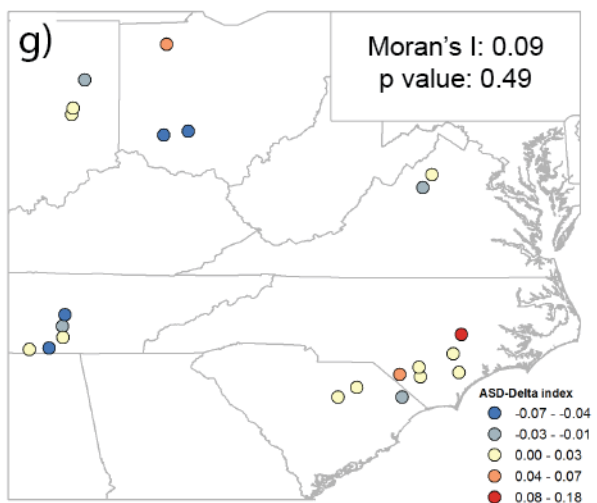 g)
Moran's I: 0.09
p value: 0.49
ASD-Delta index
-0.07 - -0.04
-0.03 - -0.01
0.00 - 0.03
0.04 - 0.07
0.08 - 0.18